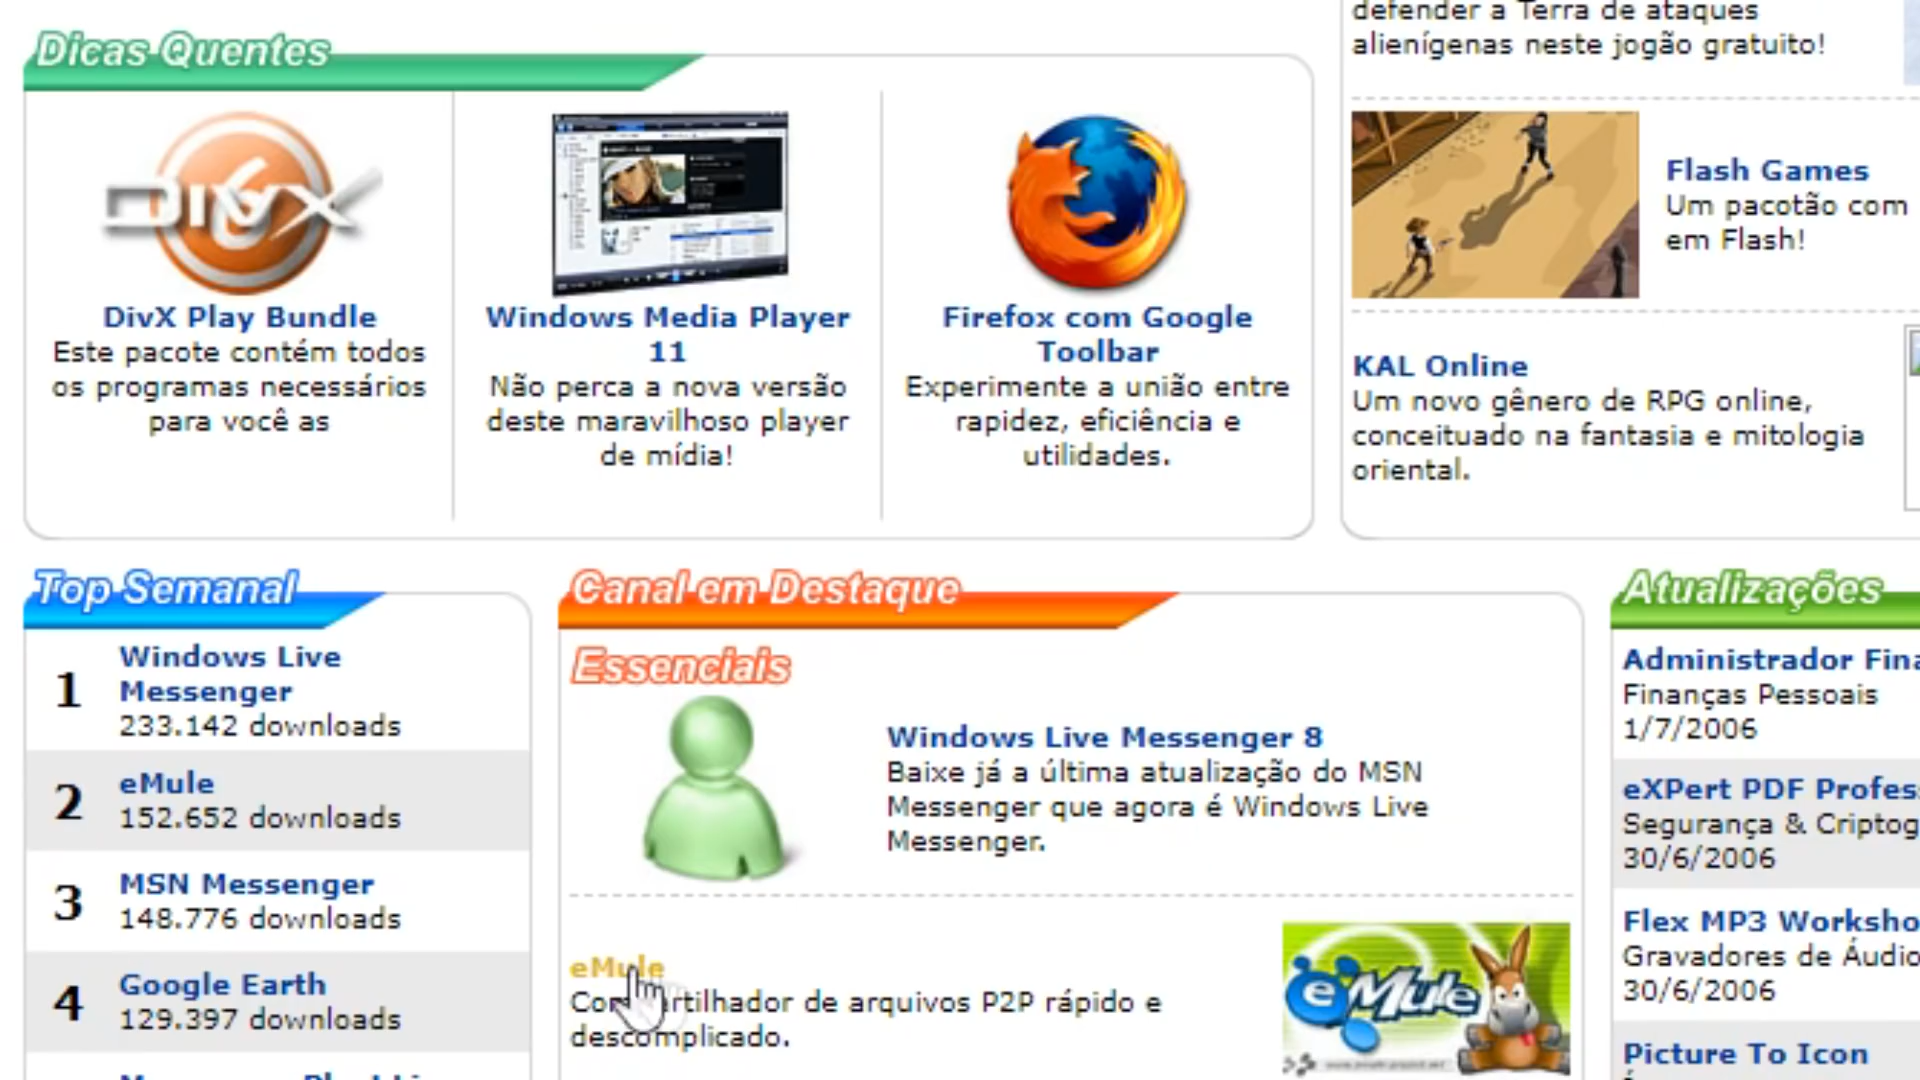 defender a Terra de ataques
alienígenas neste jogão gratuito!
Dicas Quentes
DivX
DivX Play Bundle
Este pacote contém todos
os programas necessários
para você as
Windows Media Player
11
Não perca a nova versão
deste maravilhoso player
de mídia!
Firefox com Google
Toolbar
Experimente a união entre
rapidez, eficiência e
utilidades.
Flash Games
Um pacotão com
em Flash!
KAL Online
Um novo gênero de RPG online,
conceituado na fantasia e mitologia
oriental.
Top Semanal
1
Windows Live
Messenger
233.142 downloads
2
eMule
152.652 downloads
3
MSN Messenger
148.776 downloads
4
Google Earth
129.397 downloads
Canal em Destaque
Essenciais
Windows Live Messenger 8
Baixe já a última atualização do MSN
Messenger que agora é Windows Live
Messenger.
eMule
Compartilhador de arquivos P2P rápido e
descomplicado.
eMule
Atualizações
Administrador Fina
Finanças Pessoais
1/7/2006
eXPert PDF Profes
Segurança & Criptog
30/6/2006
Flex MP3 Worksho
Gravadores de Áudio
30/6/2006
Picture To Icon